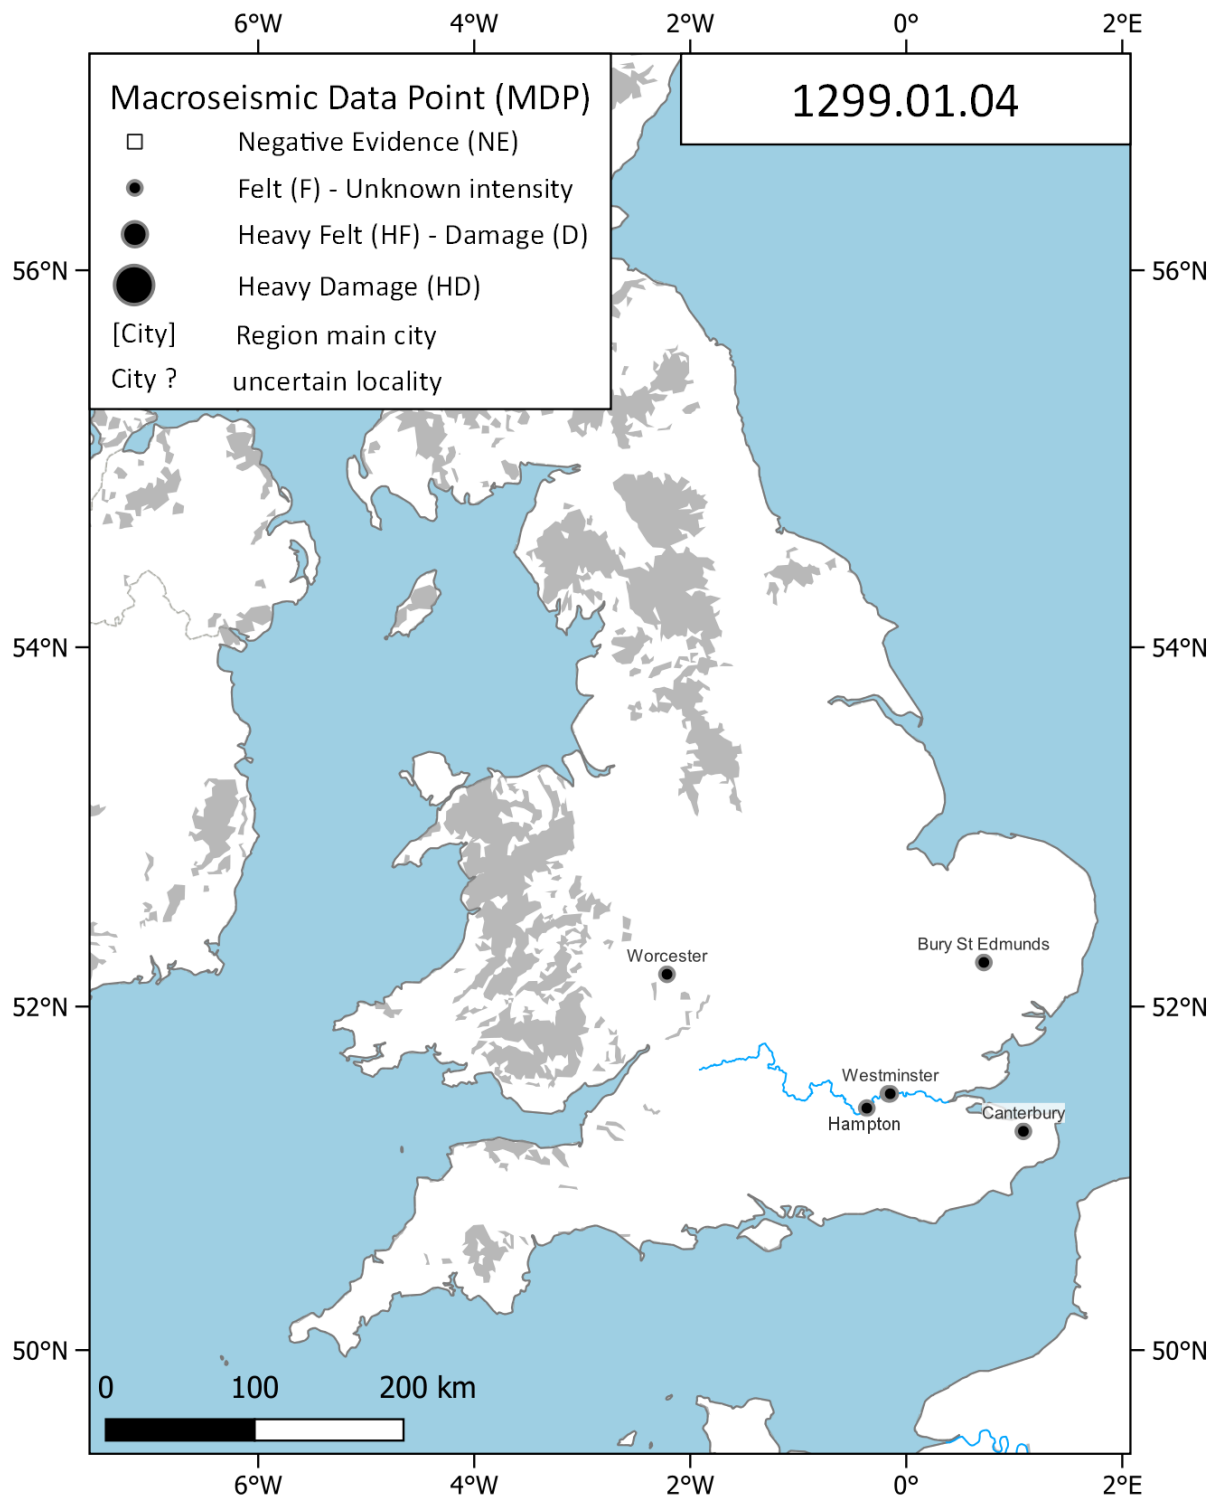 6°W 4°W 2°W 0° 2°E
Macroseismic Data Point (MDP)
1299.01.04
Negative Evidence (NE)
Felt (F) - Unknown intensity
Heavy Felt (HF) - Damage (D)
Heavy Damage (HD)
[City] Region main city
City ? uncertain locality
56°N 56°N
54°N 54°N
Bury St Edmunds
Worcester
52°N 52°N
Westminster
Canterbury
Hampton
50°N 50°N
0 100 200 km
6°W 4°W 2°W 0° 2°E